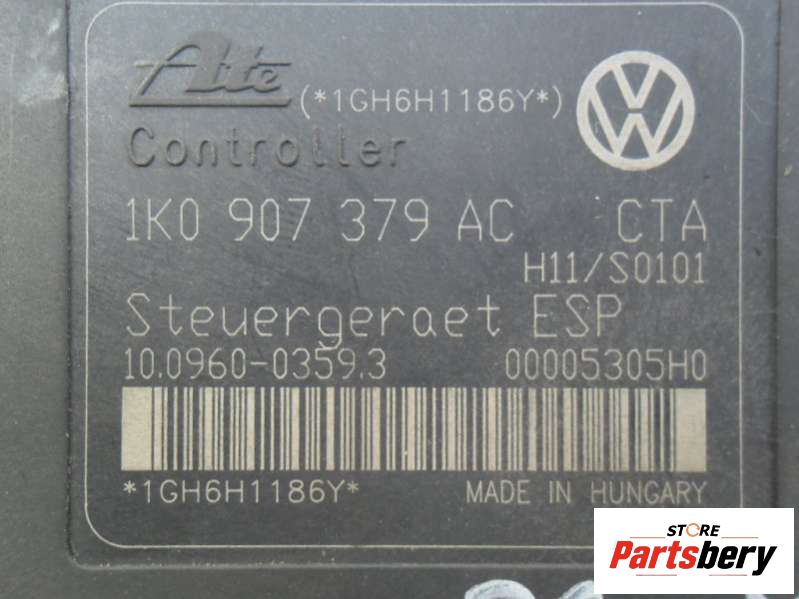 Ate (*1GH6H1186Y*)
VW
Controller
1K0 907 379 AC CTA
H11/S0101
Steuergeraet ESP
10.0960-0359.3 00005305H0
*1GH6H1186Y* MADE IN HUNGARY
STORE
Partsbery